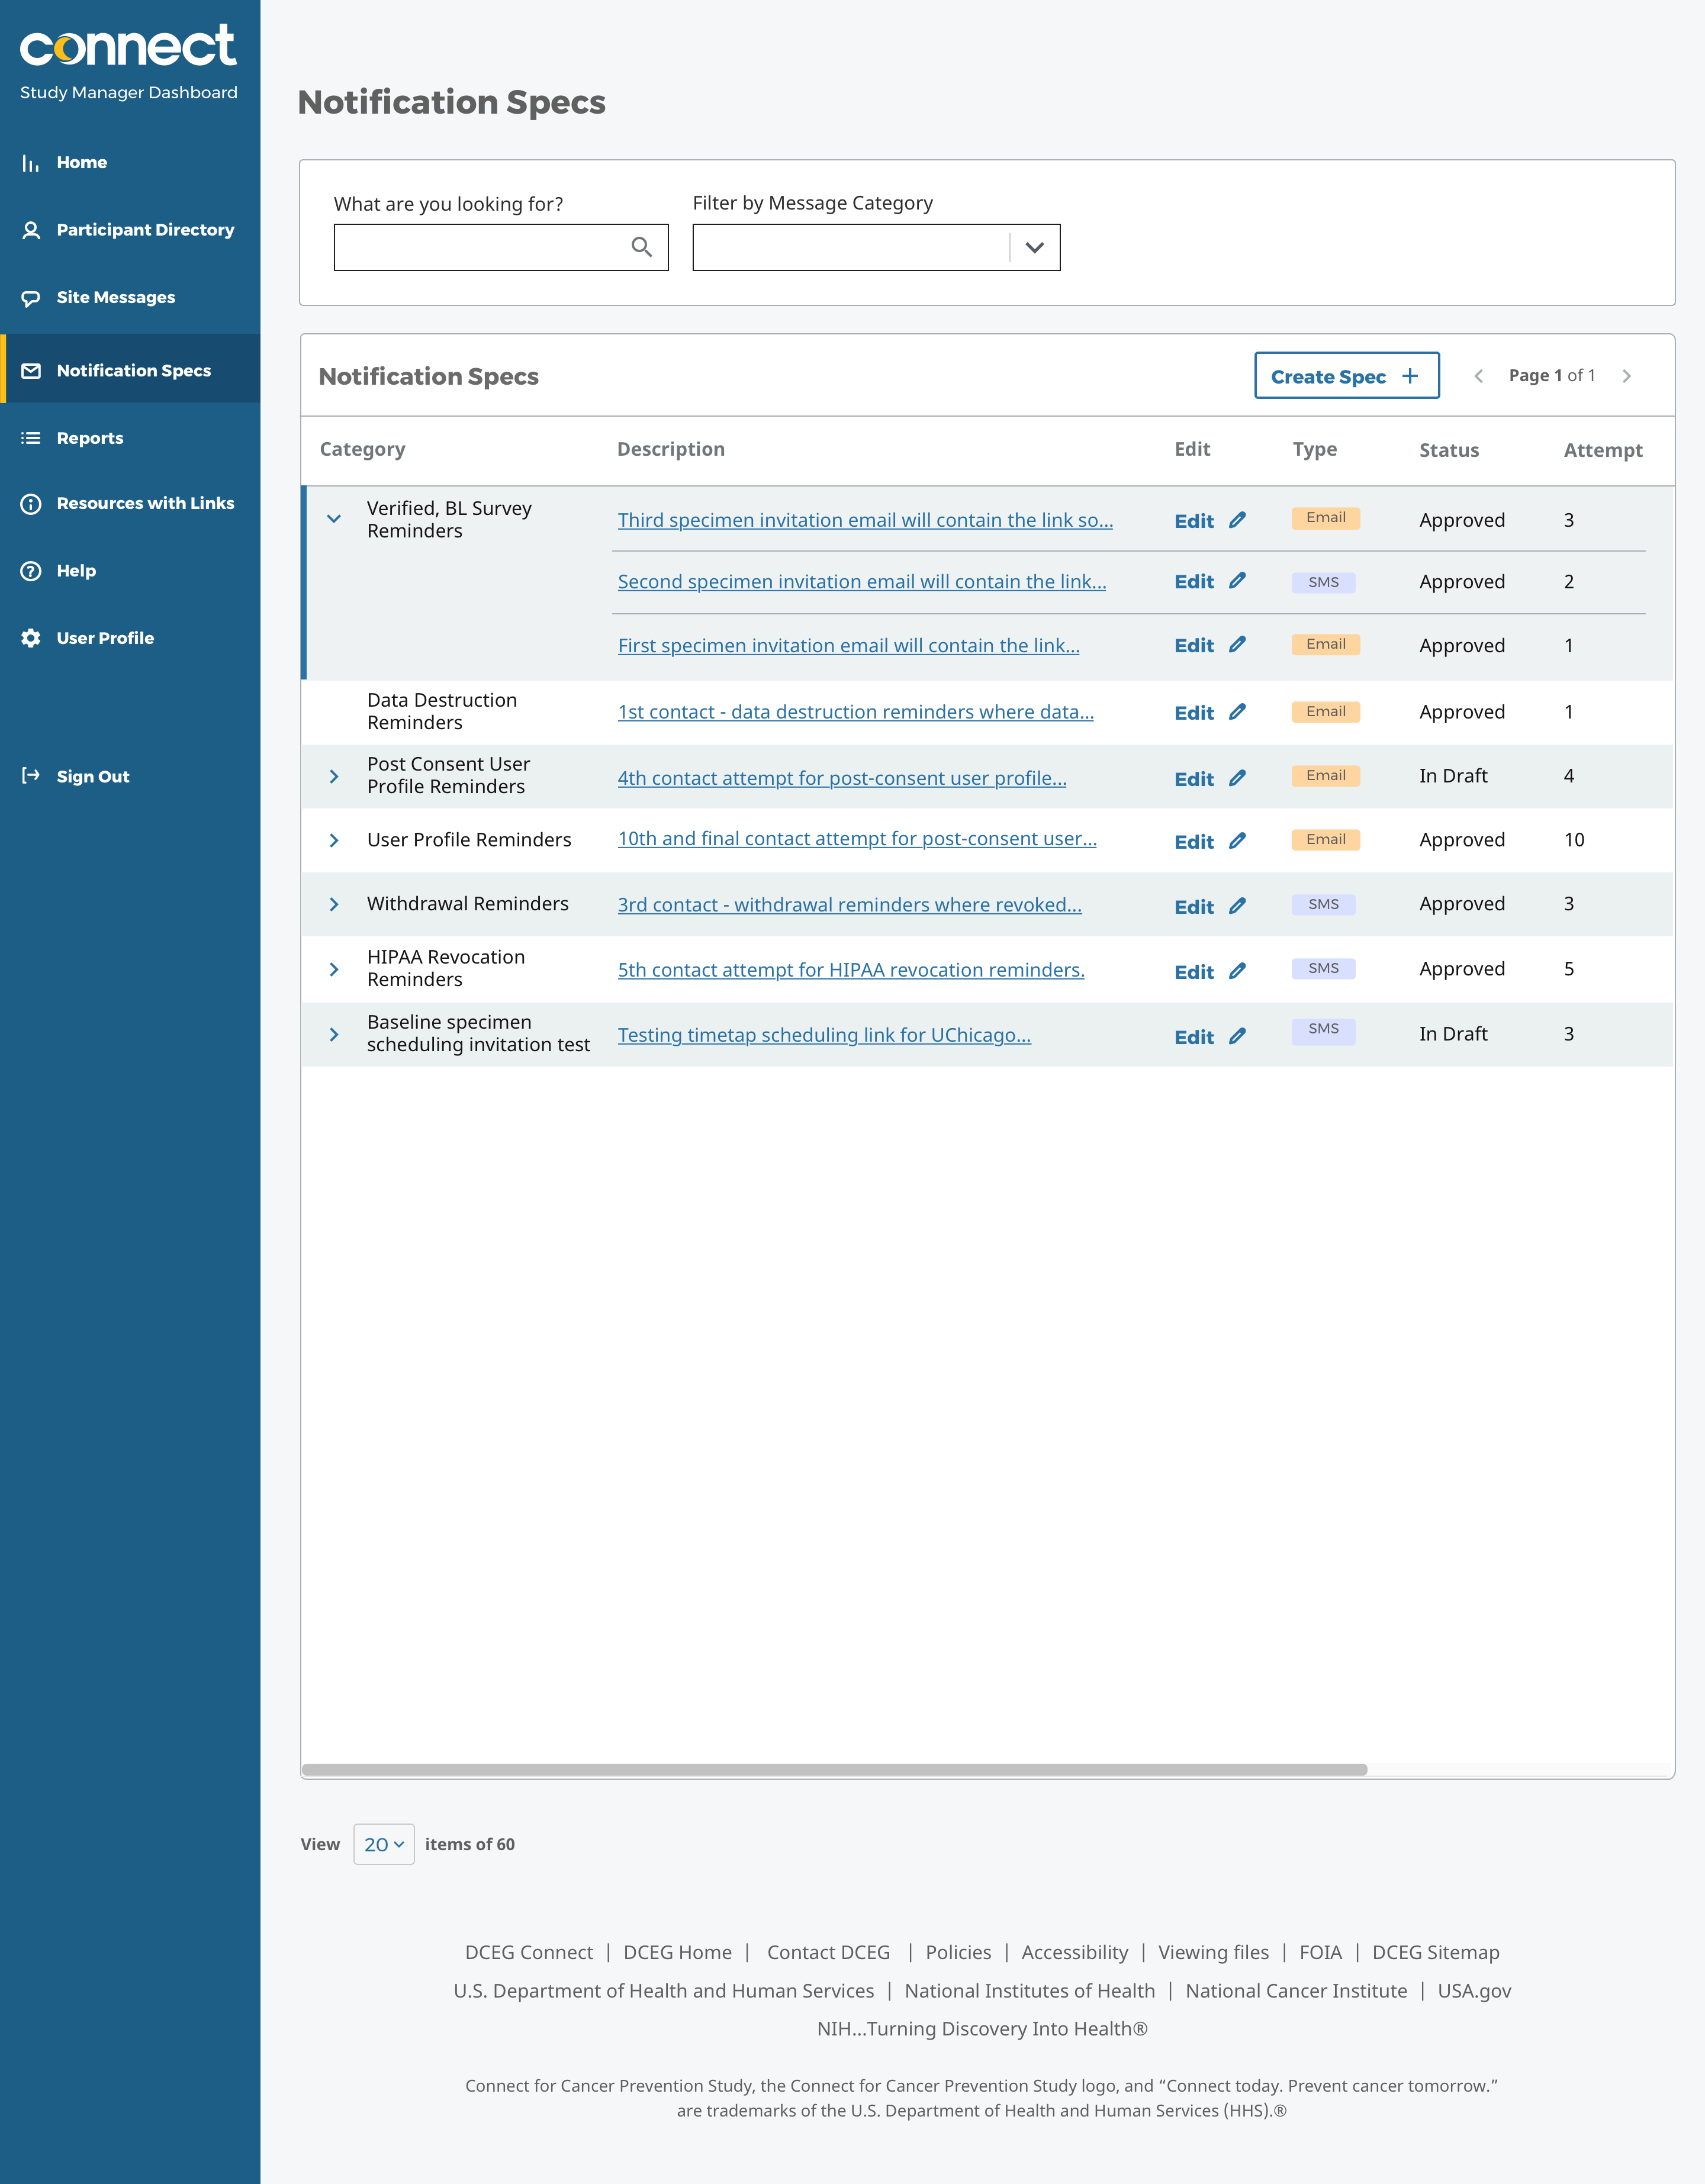 connect
Study Manager Dashboard
Home
Participant Directory
Site Messages
Notification Specs
Reports
Resources with Links
Help
User Profile
Sign Out
Notification Specs
What are you looking for?
Filter by Message Category
Notification Specs
Create Spec +
Page 1 of 1
Category Description Edit Type Status Attempt
Verified, BL Survey
Reminders
Third specimen invitation email will contain the link so... Edit Email Approved 3
Second specimen invitation email will contain the link... Edit SMS Approved 2
First specimen invitation email will contain the link... Edit Email Approved 1
Data Destruction
Reminders
1st contact - data destruction reminders where data... Edit Email Approved 1
Post Consent User
Profile Reminders
4th contact attempt for post-consent user profile... Edit Email In Draft 4
User Profile Reminders 10th and final contact attempt for post-consent user... Edit Email Approved 10
Withdrawal Reminders 3rd contact - withdrawal reminders where revoked... Edit SMS Approved 3
HIPAA Revocation
Reminders
5th contact attempt for HIPAA revocation reminders. Edit SMS Approved 5
Baseline specimen
scheduling invitation test
Testing timetap scheduling link for UChicago... Edit SMS In Draft 3
View 20 items of 60
DCEG Connect | DCEG Home | Contact DCEG | Policies | Accessibility | Viewing files | FOIA | DCEG Sitemap
U.S. Department of Health and Human Services | National Institutes of Health | National Cancer Institute | USA.gov
NIH...Turning Discovery Into Health®
Connect for Cancer Prevention Study, the Connect for Cancer Prevention Study logo, and “Connect today. Prevent cancer tomorrow.”
are trademarks of the U.S. Department of Health and Human Services (HHS).®